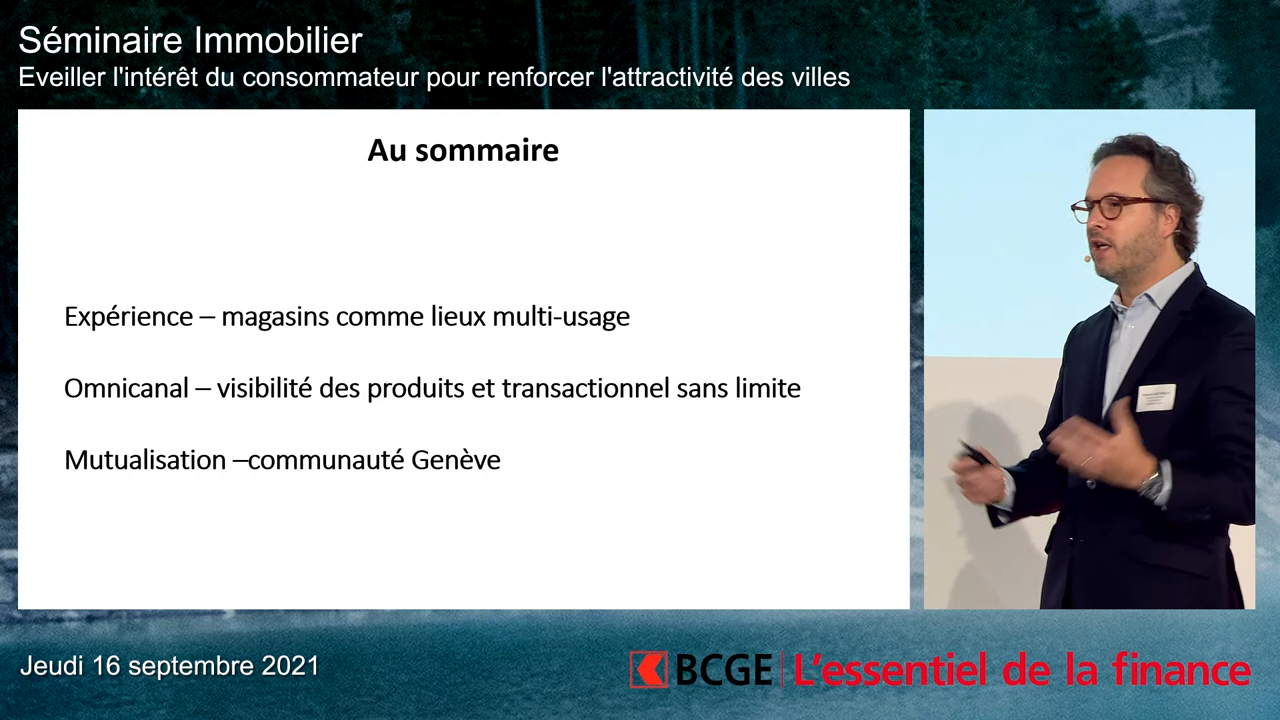 Séminaire Immobilier
Eveiller l'intérêt du consommateur pour renforcer l'attractivité des villes
Au sommaire
Expérience – magasins comme lieux multi-usage
Omnicanal – visibilité des produits et transactionnel sans limite
Mutualisation –communauté Genève
Jeudi 16 septembre 2021
BCGE L'essentiel de la finance